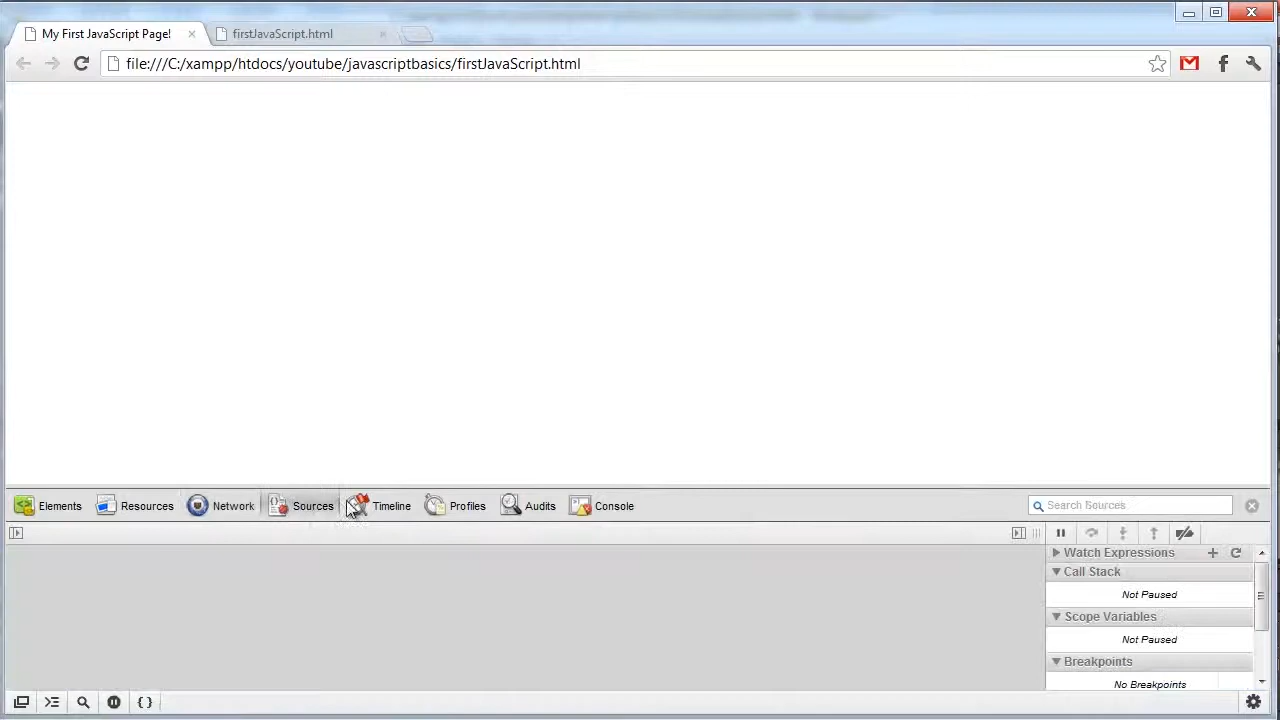 My First JavaScript Page!
firstJavaScript.html
file:///C:/xampp/htdocs/youtube/javascriptbasics/firstJavaScript.html
Elements Resources Network Sources Timeline Profiles Audits Console Search Sources
Watch Expressions
Call Stack
Not Paused
Scope Variables
Not Paused
Breakpoints
No Breakpoints